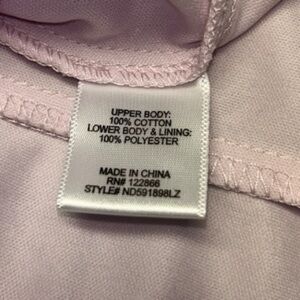 UPPER BODY:
100% COTTON
LOWER BODY & LINING:
100% POLYESTER
MADE IN CHINA
RN# 122866
STYLE# ND591898LZ